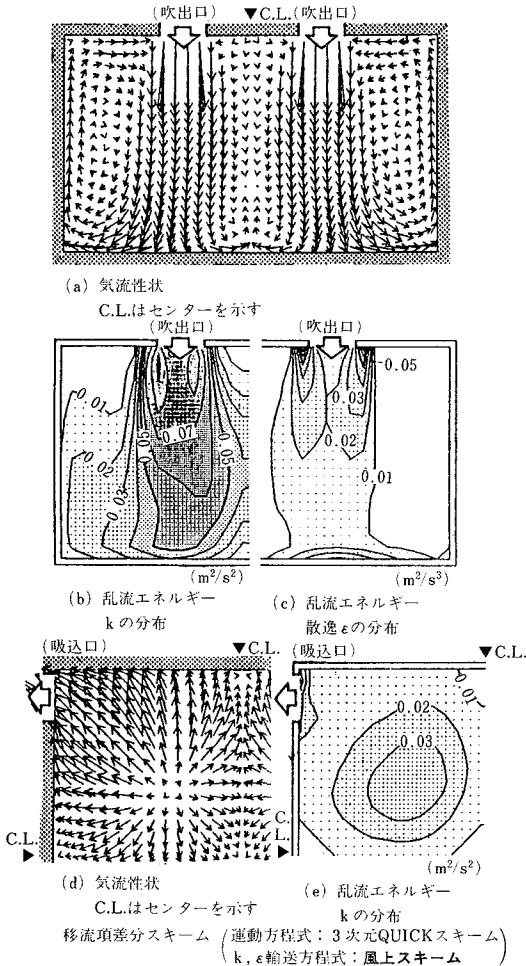 (吹出口) ▼C.L. (吹出口)
(a) 気流性状
C.L.はセンターを示す
(吹出口) (吹出口)
0.01
0.02
0.03
0.05
0.07
0.05
0.05
0.03
0.02
0.01
(m²/s²) (m²/s³)
(b) 乱流エネルギー
kの分布
(c) 乱流エネルギー
散逸εの分布
(吸込口) ▼C.L.
(吸込口) ▼C.L.
0.01
0.02
0.03
C.L.
▶
C.
L.
▶
(m²/s²)
(d) 気流性状
C.L.はセンターを示す
(e) 乱流エネルギー
kの分布
移流項差分スキーム (運動方程式：3次元QUICKスキーム
k, ε輸送方程式：風上スキーム)